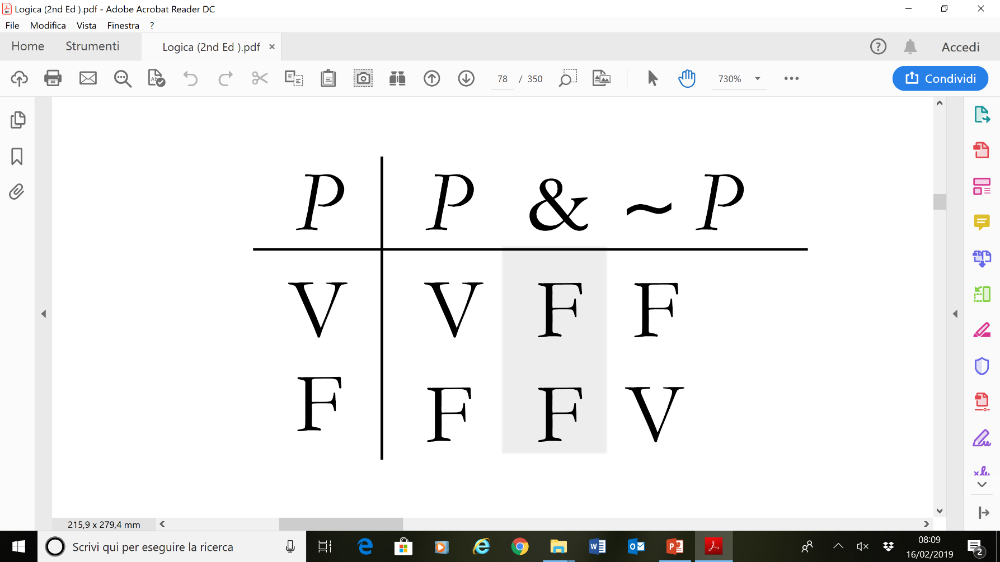 Logica (2nd Ed ).pdf - Adobe Acrobat Reader DC
File Modifica Vista Finestra ?
Home Strumenti Logica (2nd Ed ).pdf × ? Accedi
78 / 350 730% Condividi
P P & ~ P
V V F F
F F F V
215,9 x 279,4 mm
Scrivi qui per eseguire la ricerca
08:09
16/02/2019
2